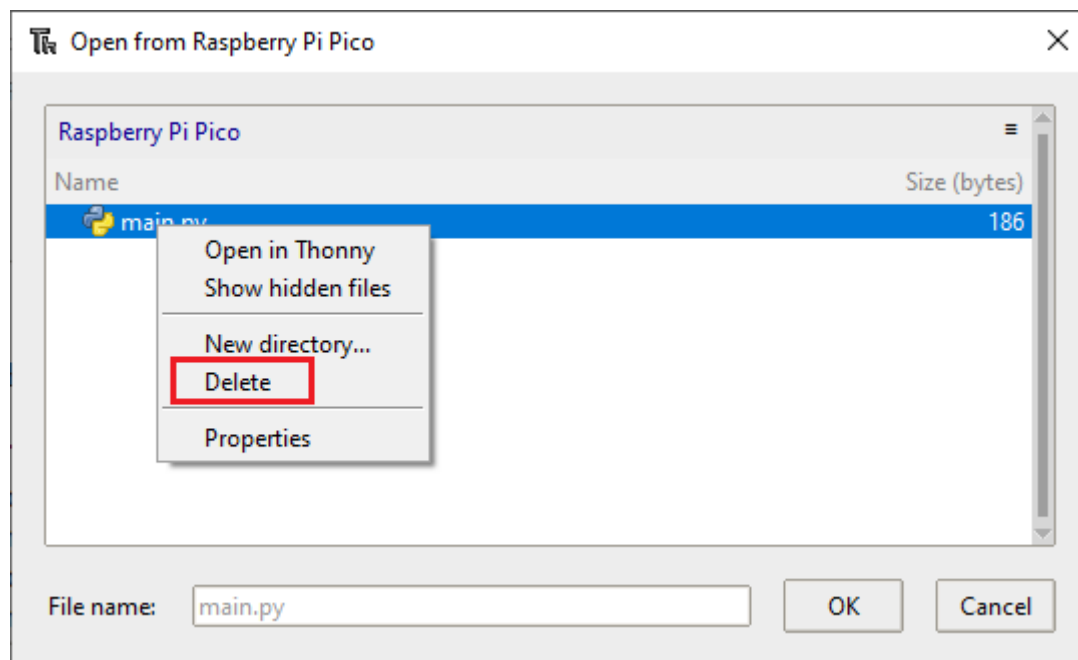 Open from Raspberry Pi Pico
Raspberry Pi Pico
Name Size (bytes)
main.py 186
Open in Thonny
Show hidden files
New directory...
Delete
Properties
File name: main.py OK Cancel